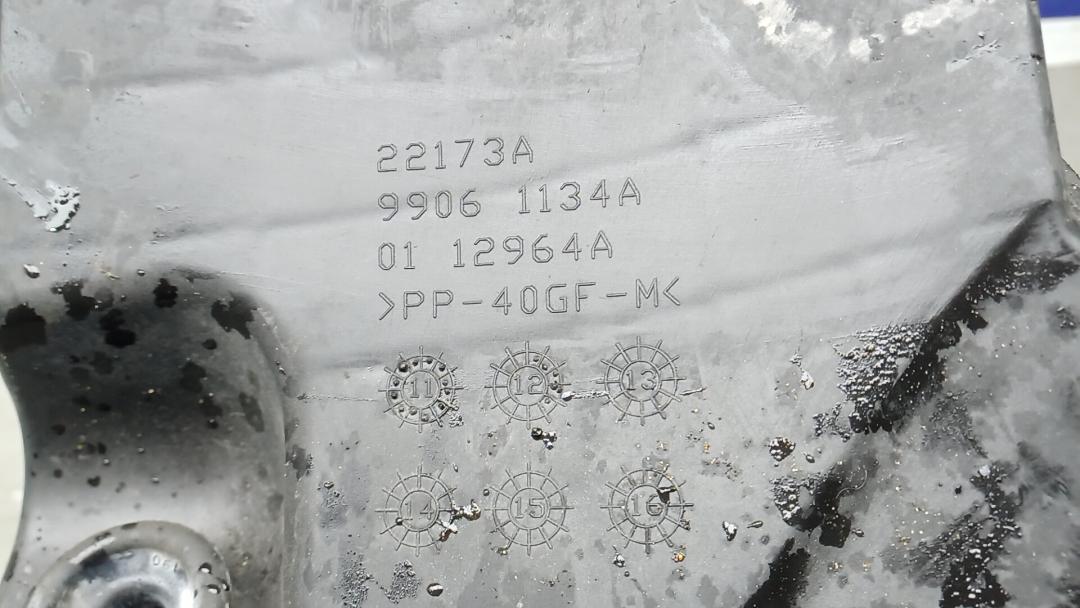 22173A
9906 1134A
01 12964A
>PP-40GF-M<
11 12 13
14 15 16